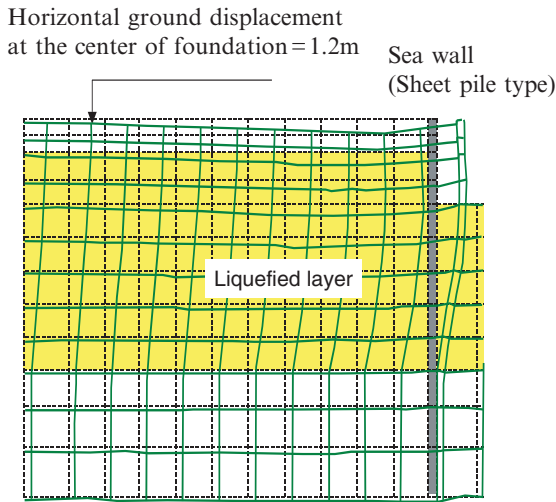 Horizontal ground displacement
at the center of foundation = 1.2m
Sea wall
(Sheet pile type)
Liquefied layer